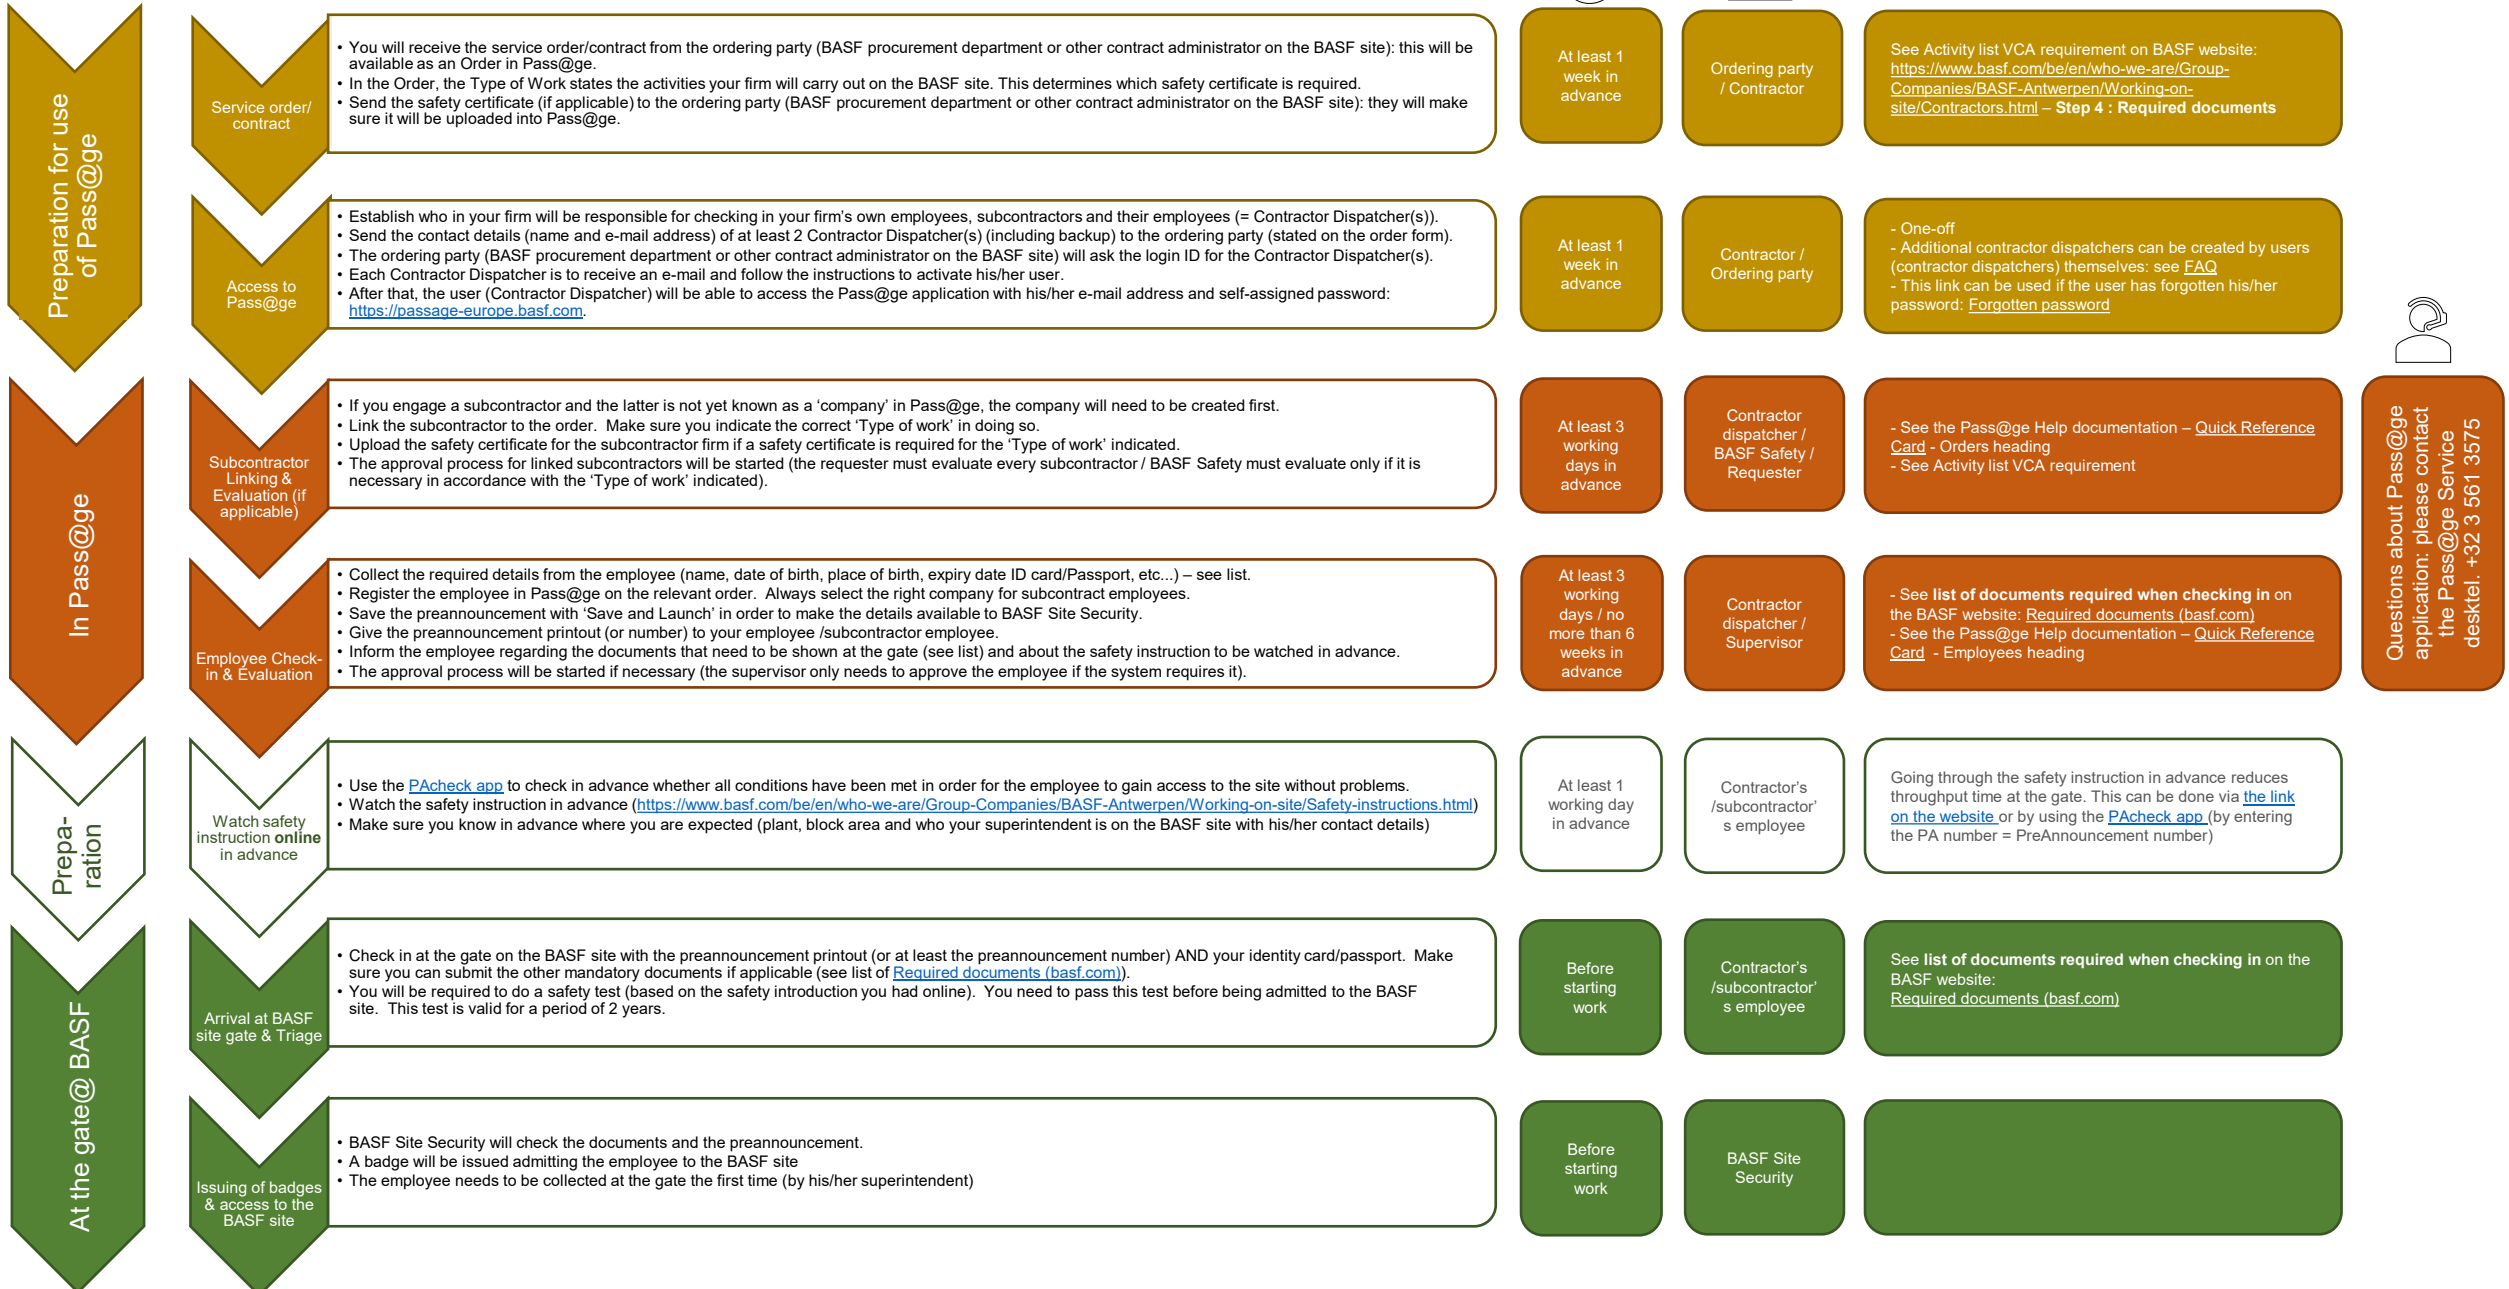 Preparation for use
of Pass@ge
Service order/
contract
• You will receive the service order/contract from the ordering party (BASF procurement department or other contract administrator on the BASF site): this will be
available as an Order in Pass@ge.
• In the Order, the Type of Work states the activities your firm will carry out on the BASF site. This determines which safety certificate is required.
• Send the safety certificate (if applicable) to the ordering party (BASF procurement department or other contract administrator on the BASF site): they will make
sure it will be uploaded into Pass@ge.
At least 1
week in
advance
Ordering party
/ Contractor
See Activity list VCA requirement on BASF website:
https://www.basf.com/be/en/who-we-are/Group-
Companies/BASF-Antwerpen/Working-on-
site/Contractors.html – Step 4 : Required documents
Access to
Pass@ge
• Establish who in your firm will be responsible for checking in your firm's own employees, subcontractors and their employees (= Contractor Dispatcher(s)).
• Send the contact details (name and e-mail address) of at least 2 Contractor Dispatcher(s) (including backup) to the ordering party (stated on the order form).
• The ordering party (BASF procurement department or other contract administrator on the BASF site) will ask the login ID for the Contractor Dispatcher(s).
• Each Contractor Dispatcher is to receive an e-mail and follow the instructions to activate his/her user.
• After that, the user (Contractor Dispatcher) will be able to access the Pass@ge application with his/her e-mail address and self-assigned password:
https://passage-europe.basf.com.
At least 1
week in
advance
Contractor /
Ordering party
- One-off
- Additional contractor dispatchers can be created by users
(contractor dispatchers) themselves: see FAQ
- This link can be used if the user has forgotten his/her
password: Forgotten password
In Pass@ge
Subcontractor
Linking &
Evaluation (if
applicable)
• If you engage a subcontractor and the latter is not yet known as a ‘company’ in Pass@ge, the company will need to be created first.
• Link the subcontractor to the order. Make sure you indicate the correct ‘Type of work’ in doing so.
• Upload the safety certificate for the subcontractor firm if a safety certificate is required for the ‘Type of work’ indicated.
• The approval process for linked subcontractors will be started (the requester must evaluate every subcontractor / BASF Safety must evaluate only if it is
necessary in accordance with the ‘Type of work’ indicated).
At least 3
working
days in
advance
Contractor
dispatcher /
BASF Safety /
Requester
- See the Pass@ge Help documentation – Quick Reference
Card - Orders heading
- See Activity list VCA requirement
Employee Check-
in & Evaluation
• Collect the required details from the employee (name, date of birth, place of birth, expiry date ID card/Passport, etc...) – see list.
• Register the employee in Pass@ge on the relevant order. Always select the right company for subcontract employees.
• Save the preannouncement with ‘Save and Launch’ in order to make the details available to BASF Site Security.
• Give the preannouncement printout (or number) to your employee /subcontractor employee.
• Inform the employee regarding the documents that need to be shown at the gate (see list) and about the safety instruction to be watched in advance.
• The approval process will be started if necessary (the supervisor only needs to approve the employee if the system requires it).
At least 3
working
days / no
more than 6
weeks in
advance
Contractor
dispatcher /
Supervisor
- See list of documents required when checking in on
the BASF website: Required documents (basf.com)
- See the Pass@ge Help documentation – Quick Reference
Card - Employees heading
Questions about Pass@ge
application: please contact
the Pass@ge Service
desktel. +32 3 561 3575
Prepa-
ration
Watch safety
instruction online
in advance
• Use the PAcheck app to check in advance whether all conditions have been met in order for the employee to gain access to the site without problems.
• Watch the safety instruction in advance (https://www.basf.com/be/en/who-we-are/Group-Companies/BASF-Antwerpen/Working-on-site/Safety-instructions.html)
• Make sure you know in advance where you are expected (plant, block area and who your superintendent is on the BASF site with his/her contact details)
At least 1
working day
in advance
Contractor's
/subcontractor'
s employee
Going through the safety instruction in advance reduces
throughput time at the gate. This can be done via the link
on the website or by using the PAcheck app (by entering
the PA number = PreAnnouncement number)
At the gate@ BASF
Arrival at BASF
site gate & Triage
• Check in at the gate on the BASF site with the preannouncement printout (or at least the preannouncement number) AND your identity card/passport. Make
sure you can submit the other mandatory documents if applicable (see list of Required documents (basf.com)).
• You will be required to do a safety test (based on the safety introduction you had online). You need to pass this test before being admitted to the BASF
site. This test is valid for a period of 2 years.
Before
starting
work
Contractor's
/subcontractor'
s employee
See list of documents required when checking in on the
BASF website:
Required documents (basf.com)
Issuing of badges
& access to the
BASF site
• BASF Site Security will check the documents and the preannouncement.
• A badge will be issued admitting the employee to the BASF site
• The employee needs to be collected at the gate the first time (by his/her superintendent)
Before
starting
work
BASF Site
Security